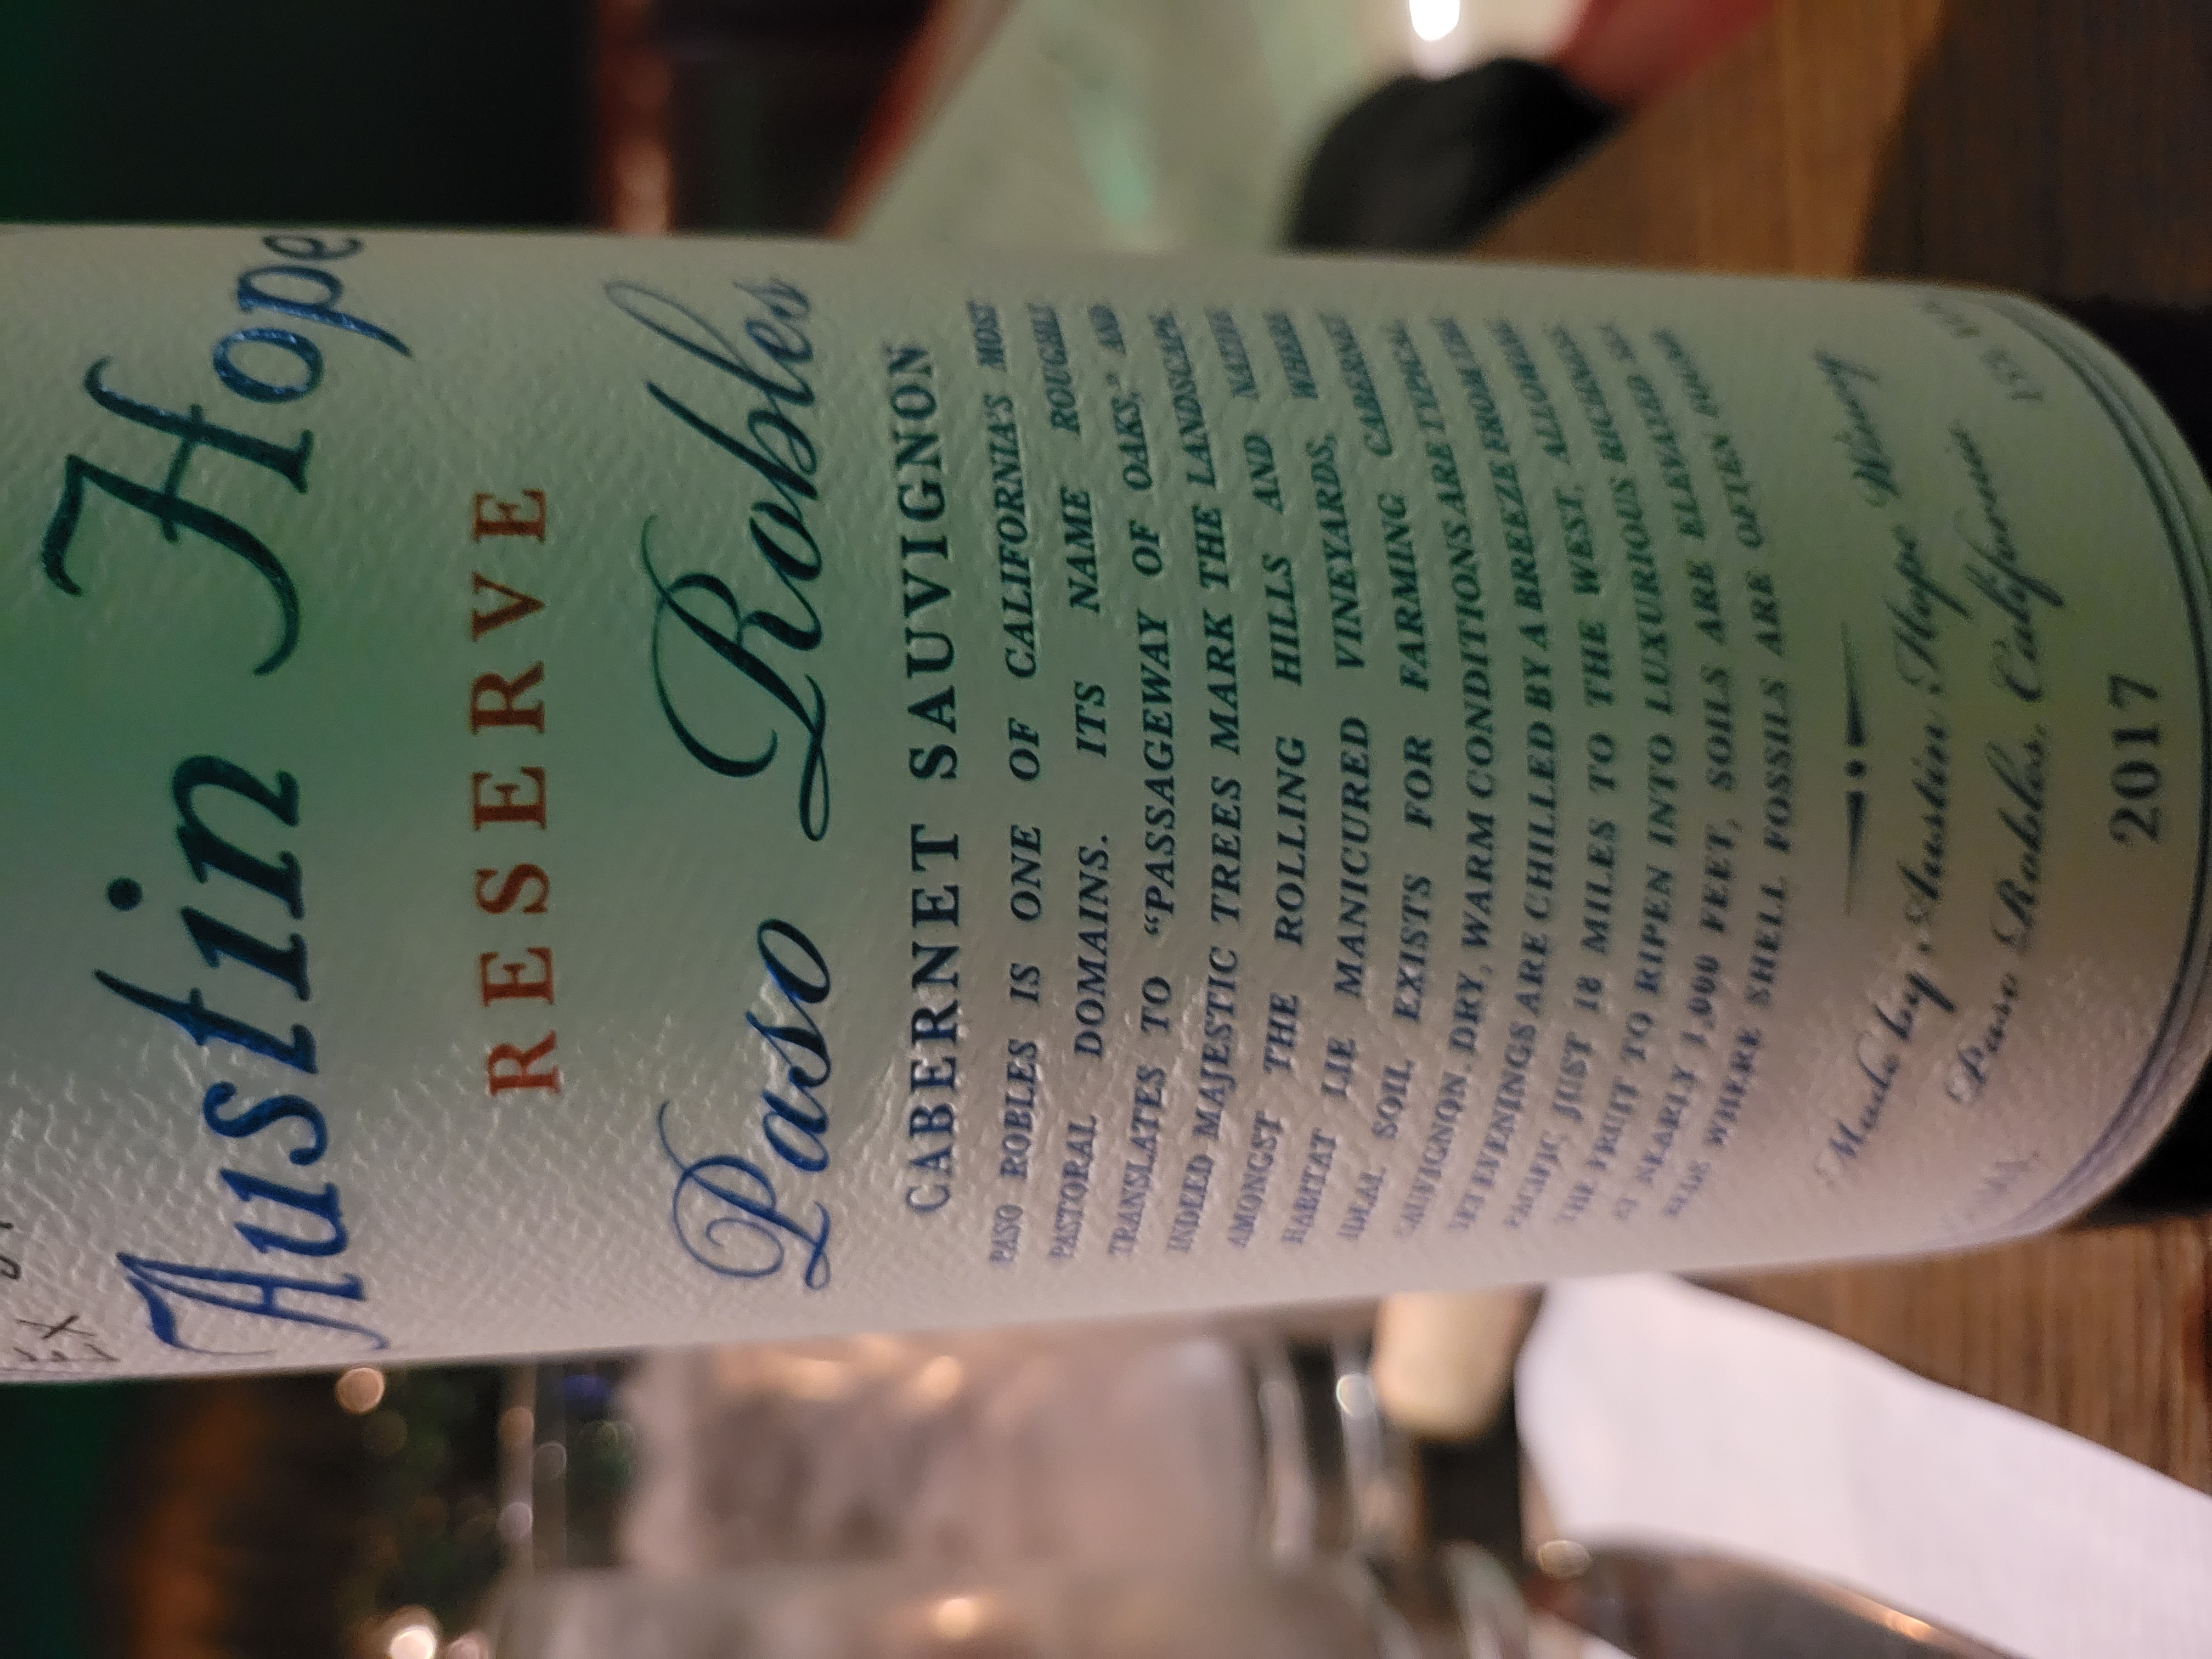 Austin Hope
RESERVE
Paso Robles
CABERNET SAUVIGNON
PASO ROBLES IS ONE OF CALIFORNIA'S MOST
PASTORAL DOMAINS. ITS NAME ROUGHLY
TRANSLATES TO “PASSAGEWAY OF OAKS,” AND
INDEED MAJESTIC TREES MARK THE LANDSCAPE.
AMONGST THE ROLLING HILLS AND NATIVE
HABITAT LIE MANICURED VINEYARDS, WHERE
IDEAL SOIL EXISTS FOR FARMING CABERNET
SAUVIGNON. DRY, WARM CONDITIONS ARE TYPICAL
YET EVENINGS ARE CHILLED BY A BREEZE FROM THE
PACIFIC JUST 18 MILES TO THE WEST, ALLOWING
THE FRUIT TO RIPEN INTO LUXURIOUS RICHNESS.
NEARLY 1,000 FEET, SOILS ARE ELEVATED
WHERE SHELL FOSSILS ARE OFTEN FOUND
Made by Austin Hope Winery
Paso Robles, California
2017